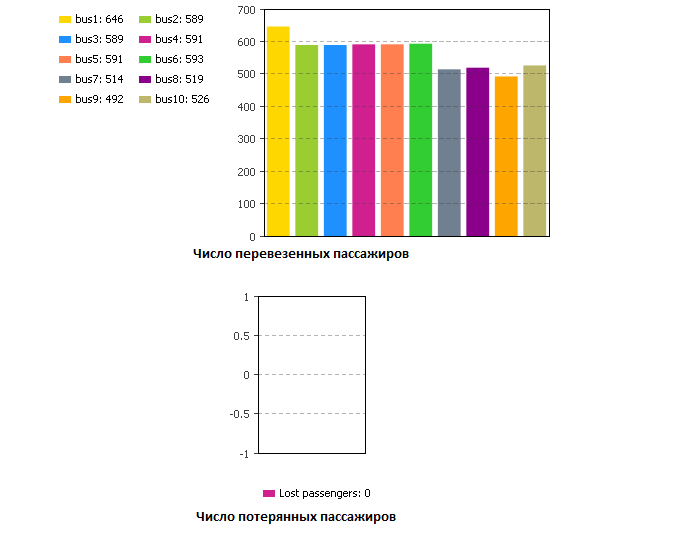 bus1: 646 bus2: 589
bus3: 589 bus4: 591
bus5: 591 bus6: 593
bus7: 514 bus8: 519
bus9: 492 bus10: 526
700
600
500
400
300
200
100
0
Число перевезенных пассажиров
1
0.5
0
-0.5
-1
Lost passengers: 0
Число потерянных пассажиров